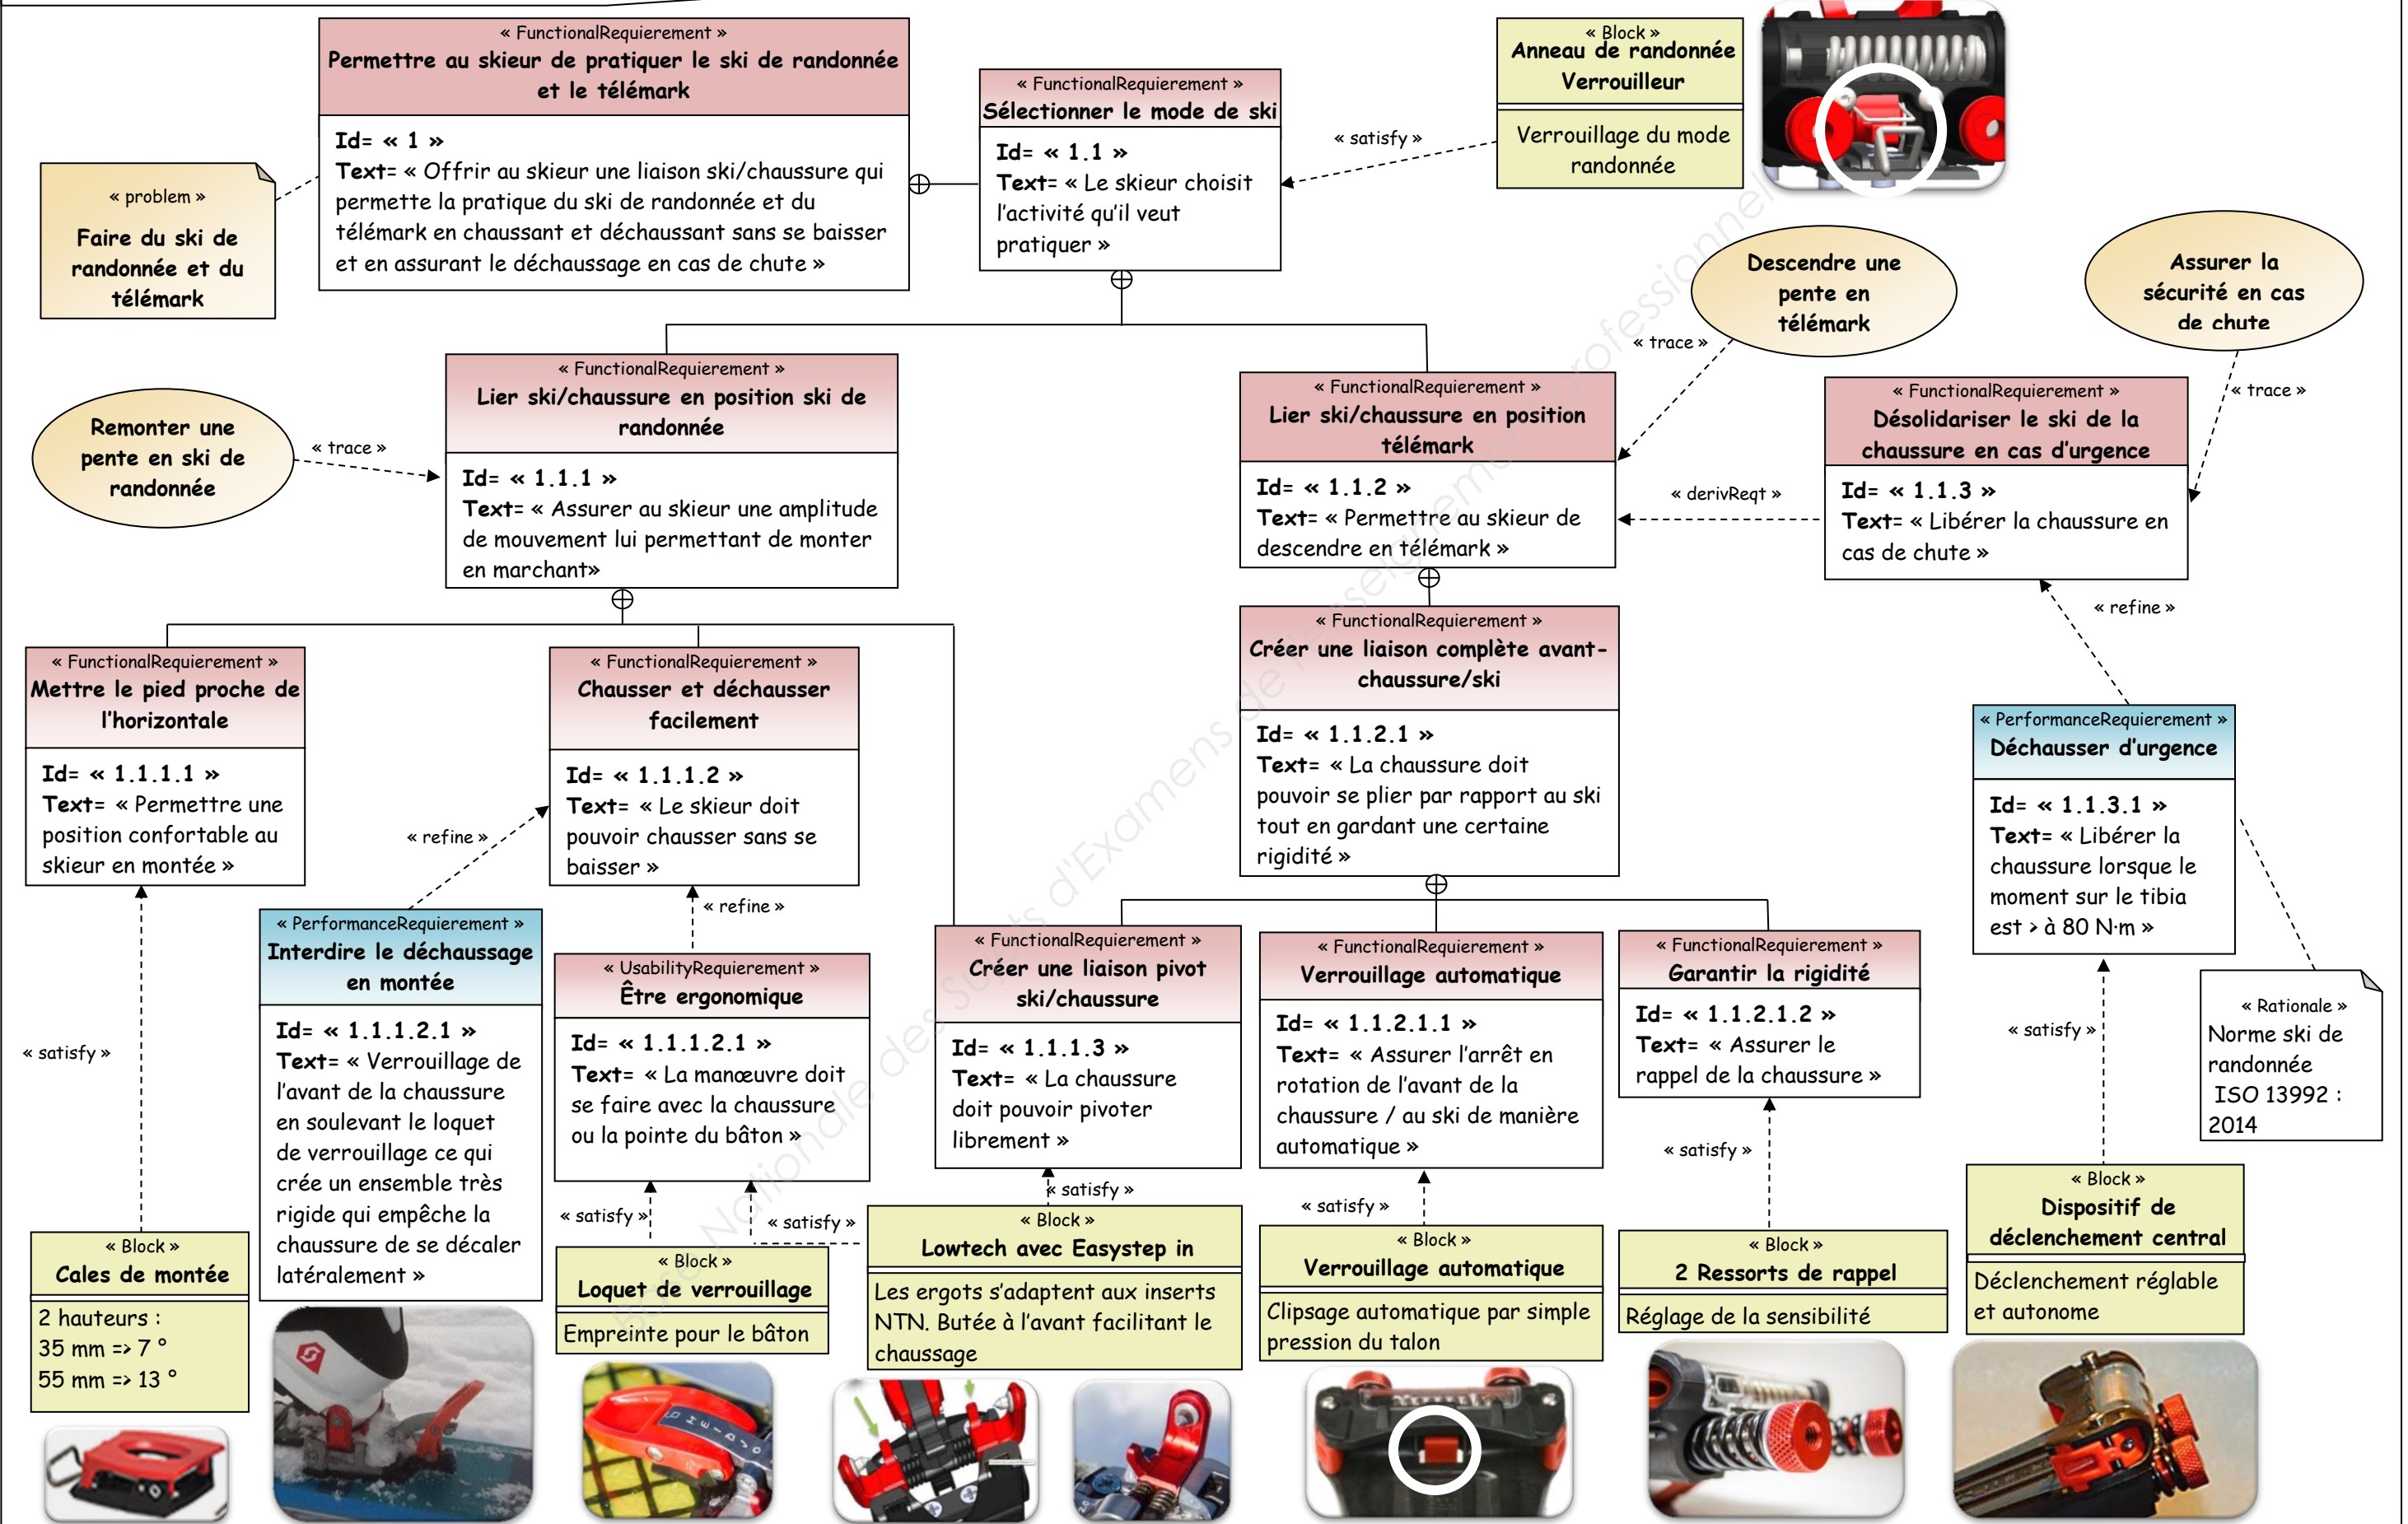 « FunctionalRequierement »
Permettre au skieur de pratiquer le ski de randonnée
et le télémark
Id= « 1 »
Text= « Offrir au skieur une liaison ski/chaussure qui
permette la pratique du ski de randonnée et du
télémark en chaussant et déchaussant sans se baisser
et en assurant le déchaussage en cas de chute »
« problem »
Faire du ski de
randonnée et du
télémark
« FunctionalRequierement »
Sélectionner le mode de ski
Id= « 1.1 »
Text= « Le skieur choisit
l'activité qu'il veut
pratiquer »
« satisfy »
« Block »
Anneau de randonnée
Verrouilleur
Verrouillage du mode
randonnée
Descendre une
pente en
télémark
Assurer la
sécurité en cas
de chute
« trace »
« trace »
Remonter une
pente en ski de
randonnée
« trace »
« FunctionalRequierement »
Lier ski/chaussure en position ski de
randonnée
Id= « 1.1.1 »
Text= « Assurer au skieur une amplitude
de mouvement lui permettant de monter
en marchant»
« FunctionalRequierement »
Lier ski/chaussure en position
télémark
Id= « 1.1.2 »
Text= « Permettre au skieur de
descendre en télémark »
« derivReqt »
« FunctionalRequierement »
Désolidariser le ski de la
chaussure en cas d'urgence
Id= « 1.1.3 »
Text= « Libérer la chaussure en
cas de chute »
« refine »
« FunctionalRequierement »
Mettre le pied proche de
l'horizontale
Id= « 1.1.1.1 »
Text= « Permettre une
position confortable au
skieur en montée »
« FunctionalRequierement »
Chausser et déchausser
facilement
Id= « 1.1.1.2 »
Text= « Le skieur doit
pouvoir chausser sans se
baisser »
« refine »
« refine »
« FunctionalRequierement »
Créer une liaison complète avant-
chaussure/ski
Id= « 1.1.2.1 »
Text= « La chaussure doit
pouvoir se plier par rapport au ski
tout en gardant une certaine
rigidité »
« PerformanceRequierement »
Déchausser d'urgence
Id= « 1.1.3.1 »
Text= « Libérer la
chaussure lorsque le
moment sur le tibia
est > à 80 N·m »
« PerformanceRequierement »
Interdire le déchaussage
en montée
Id= « 1.1.1.2.1 »
Text= « Verrouillage de
l'avant de la chaussure
en soulevant le loquet
de verrouillage ce qui
crée un ensemble très
rigide qui empêche la
chaussure de se décaler
latéralement »
« UsabilityRequierement »
Être ergonomique
Id= « 1.1.1.2.1 »
Text= « La manœuvre doit
se faire avec la chaussure
ou la pointe du bâton »
« FunctionalRequierement »
Créer une liaison pivot
ski/chaussure
Id= « 1.1.1.3 »
Text= « La chaussure
doit pouvoir pivoter
librement »
« FunctionalRequierement »
Verrouillage automatique
Id= « 1.1.2.1.1 »
Text= « Assurer l'arrêt en
rotation de l'avant de la
chaussure / au ski de manière
automatique »
« FunctionalRequierement »
Garantir la rigidité
Id= « 1.1.2.1.2 »
Text= « Assurer le
rappel de la chaussure »
« Rationale »
Norme ski de
randonnée
ISO 13992 :
2014
« satisfy »
« satisfy »
« satisfy »
« satisfy »
« satisfy »
« satisfy »
« satisfy »
« Block »
Cales de montée
2 hauteurs :
35 mm => 7 °
55 mm => 13 °
« Block »
Loquet de verrouillage
Empreinte pour le bâton
« Block »
Lowtech avec Easystep in
Les ergots s'adaptent aux inserts
NTN. Butée à l'avant facilitant le
chaussage
« Block »
Verrouillage automatique
Clipsage automatique par simple
pression du talon
« Block »
2 Ressorts de rappel
Réglage de la sensibilité
« Block »
Dispositif de
déclenchement central
Déclenchement réglable
et autonome
Base Nationale des Sujets d'Examens de l'enseignement professionnel